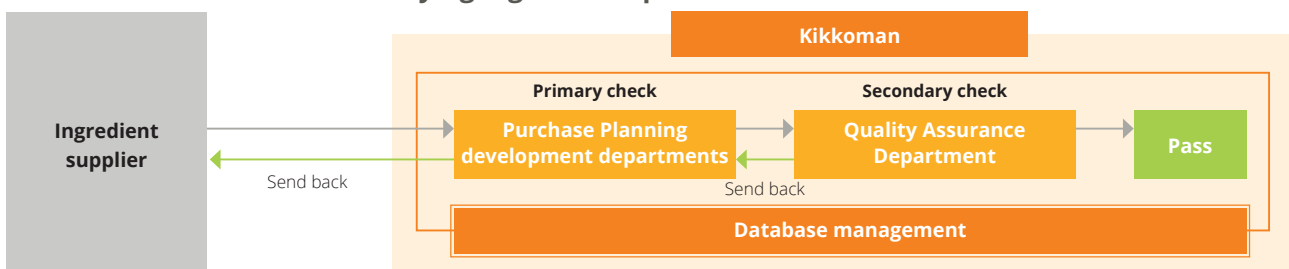 Kikkoman
Primary check
Secondary check
Ingredient
supplier
Purchase Planning
development departments
Quality Assurance
Department
Pass
Send back
Send back
Database management